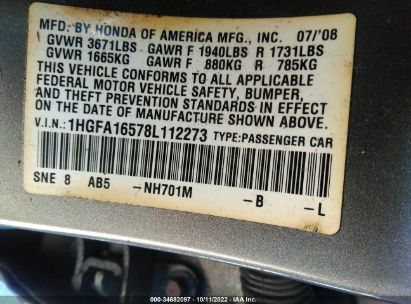 MFD. BY HONDA OF AMERICA MFG., INC. 07/'08
GVWR 3671LBS GAWR F 1940LBS R 1731LBS
GVWR 1665KG GAWR F 880KG R 785KG
THIS VEHICLE CONFORMS TO ALL APPLICABLE
FEDERAL MOTOR VEHICLE SAFETY, BUMPER,
AND THEFT PREVENTION STANDARDS IN EFFECT
ON THE DATE OF MANUFACTURE SHOWN ABOVE.
V.I.N.: 1HGFA16578L112273 TYPE:PASSENGER CAR
SNE 8 AB5 -NH701M -B -L
000-34682097 - 10/11/2022 - IAA Inc.